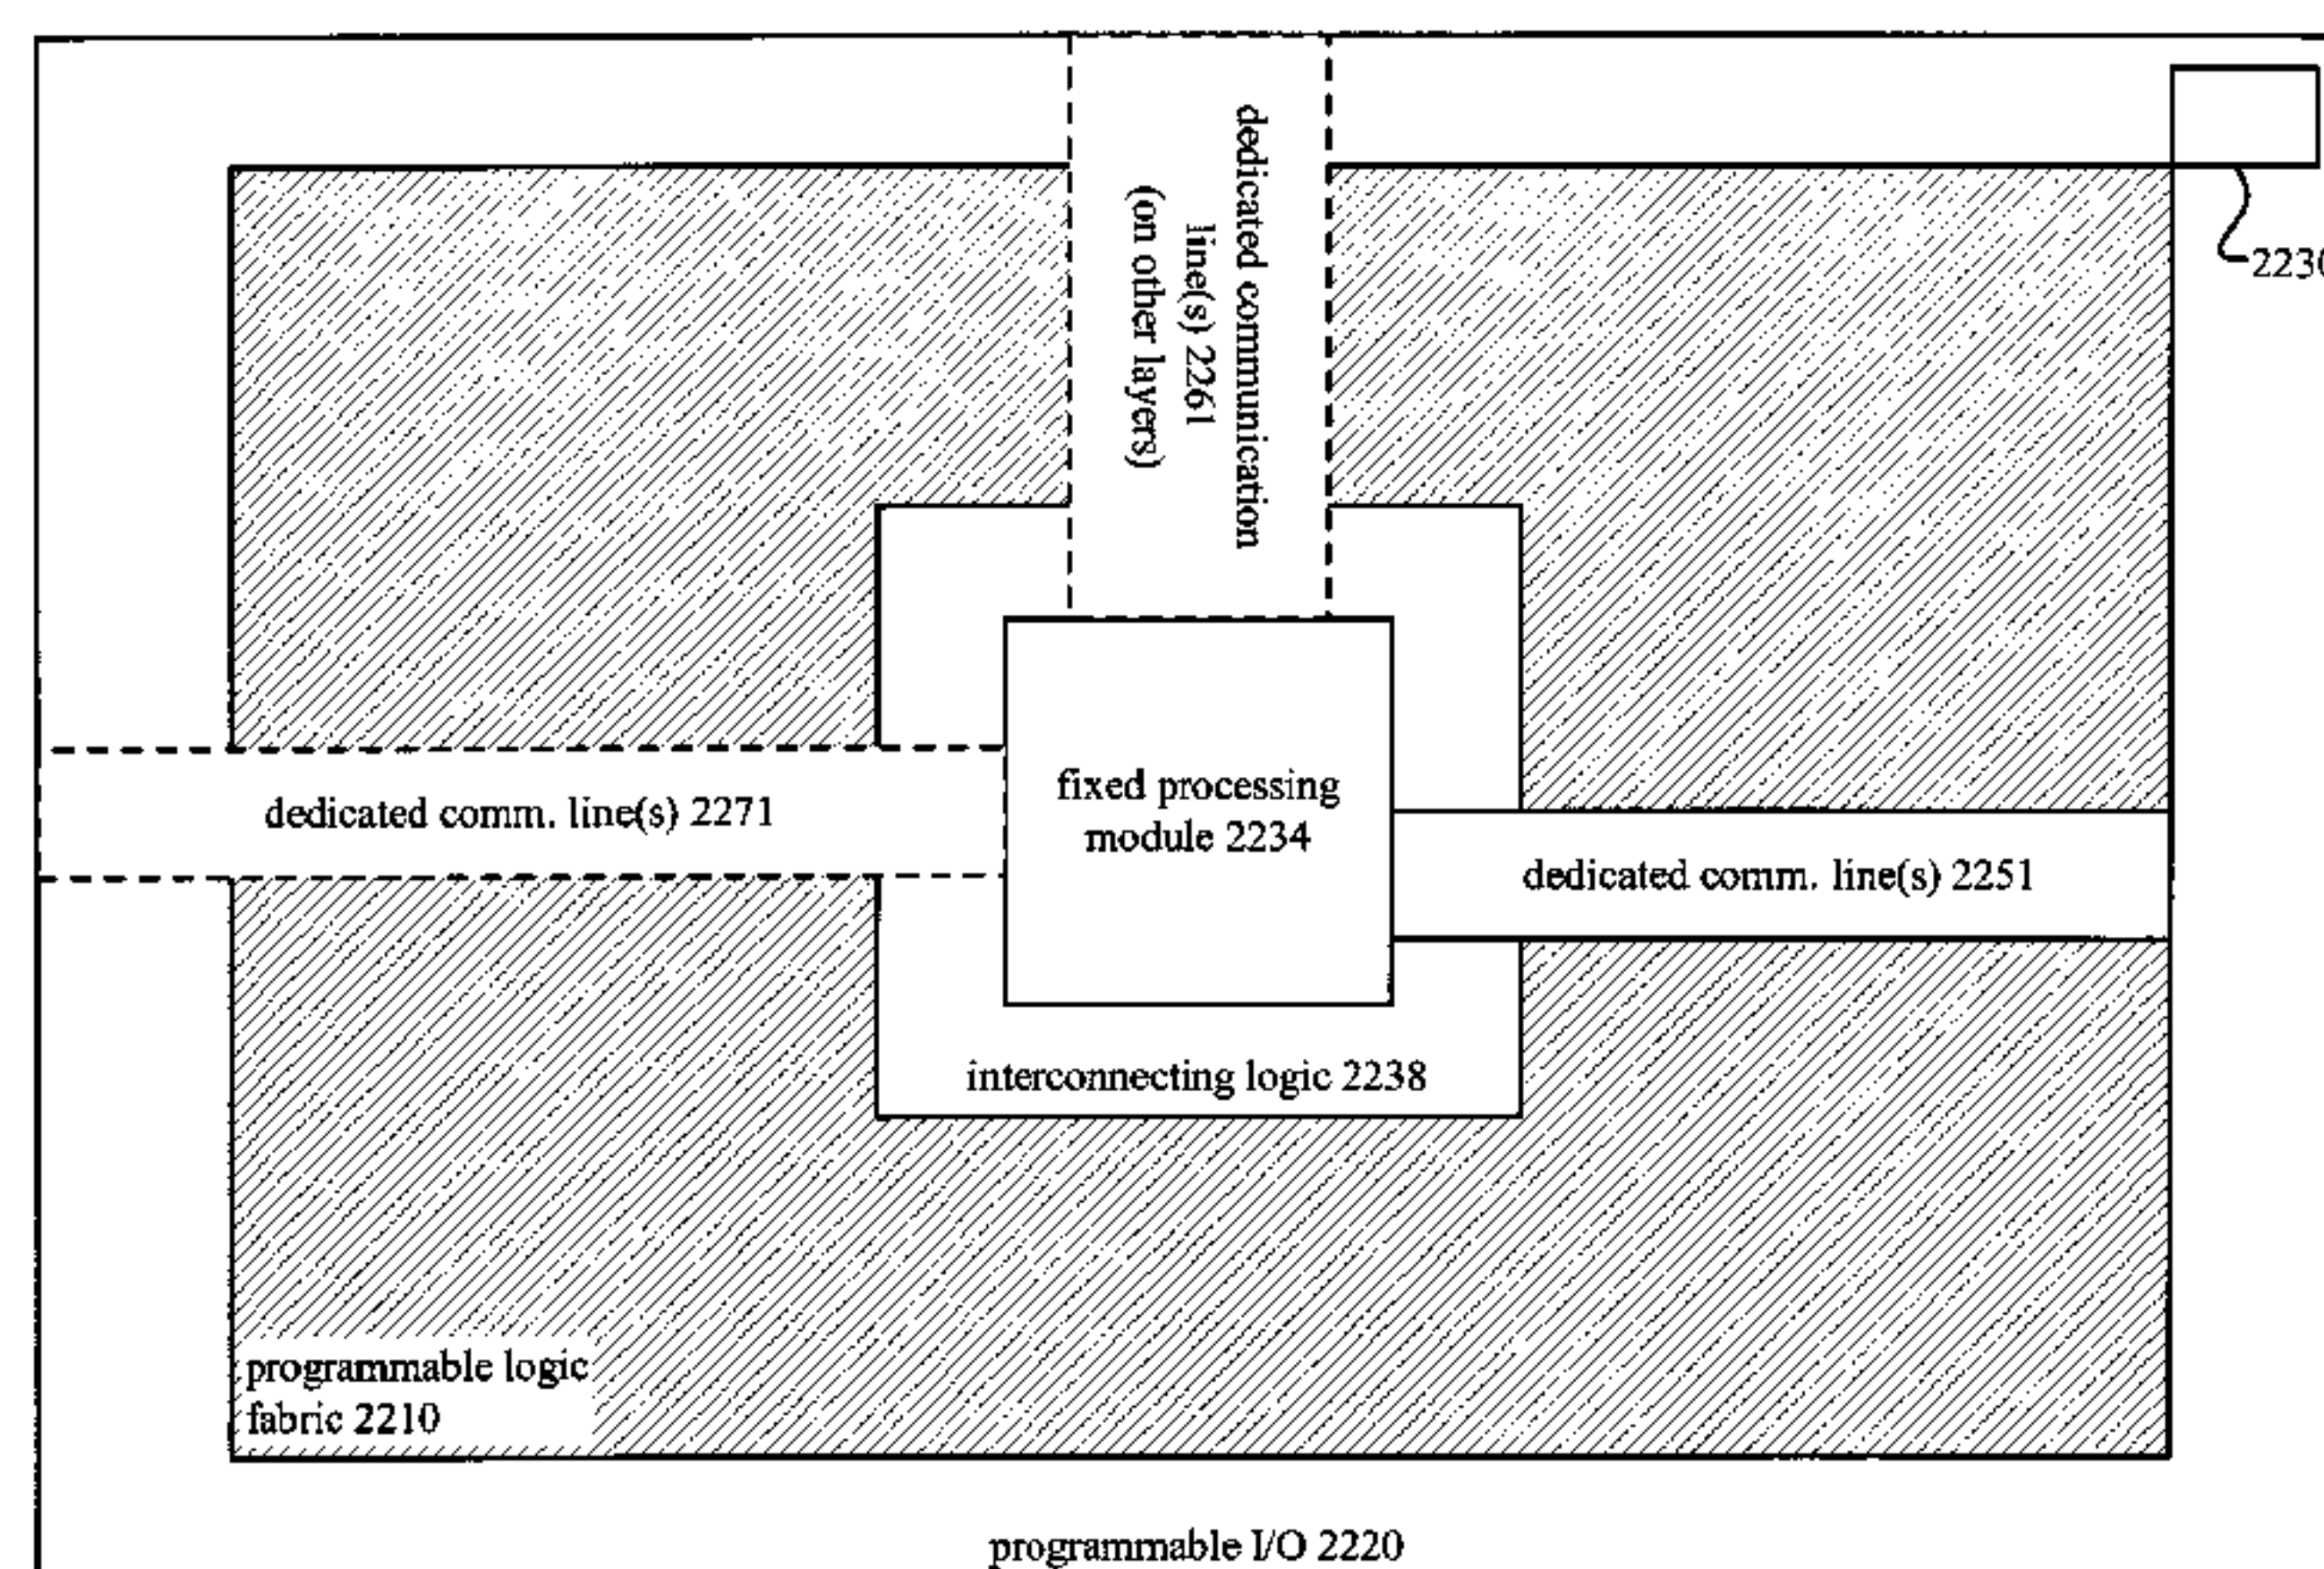 dedicated communication
line(s) 2261
(on other layers)
2230
dedicated comm. line(s) 2271
fixed processing
module 2234
dedicated comm. line(s) 2251
interconnecting logic 2238
programmable logic
fabric 2210
programmable I/O 2220